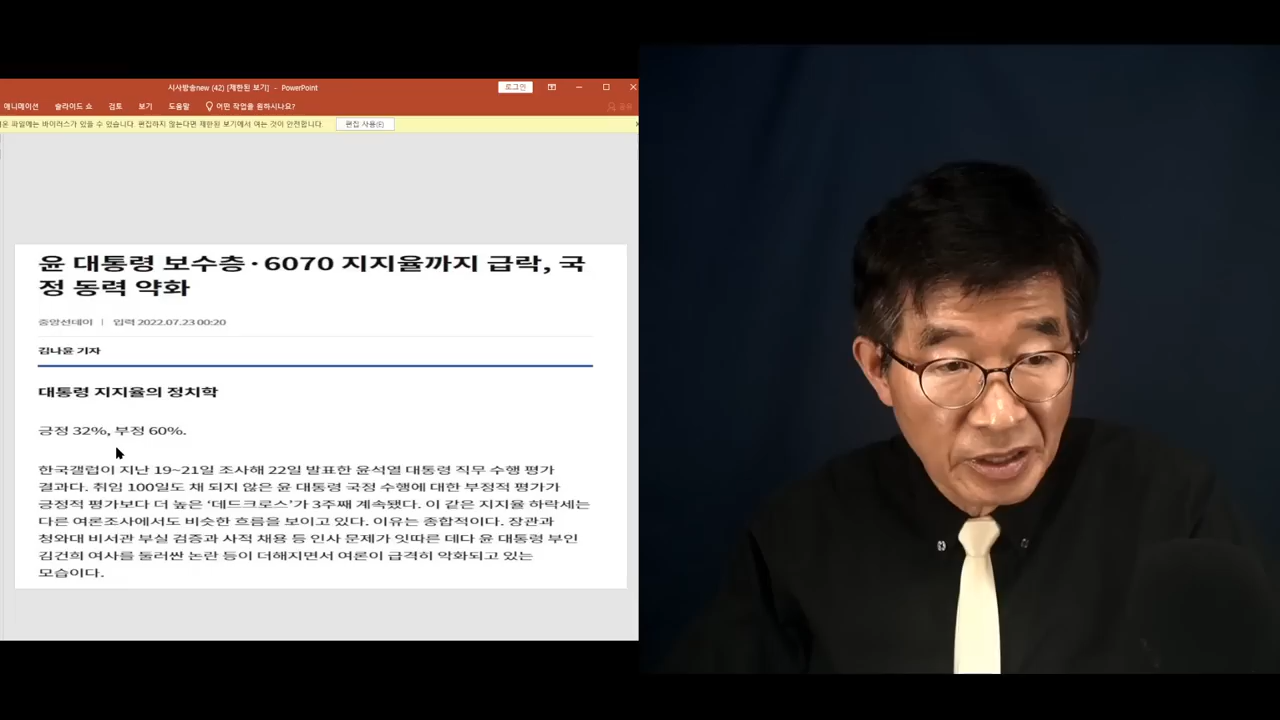 시사방송new (42) [제한된 보기] - PowerPoint
로그인
애니메이션 슬라이드 쇼 검토 보기 도움말 어떤 작업을 원하시나요? 공유
파일에는 바이러스가 있을 수 있습니다. 편집하지 않는다면 제한된 보기에서 여는 것이 안전합니다. 편집 사용(E)
윤 대통령 보수층·6070 지지율까지 급락, 국
정 동력 약화
중앙선데이 | 입력 2022.07.23 00:20
김나윤 기자
대통령 지지율의 정치학
긍정 32%, 부정 60%.
한국갤럽이 지난 19~21일 조사해 22일 발표한 윤석열 대통령 직무 수행 평가
결과다. 취임 100일도 채 되지 않은 윤 대통령 국정 수행에 대한 부정적 평가가
긍정적 평가보다 더 높은 ‘데드크로스’가 3주째 계속됐다. 이 같은 지지율 하락세는
다른 여론조사에서도 비슷한 흐름을 보이고 있다. 이유는 종합적이다. 장관과
청와대 비서관 부실 검증과 사적 채용 등 인사 문제가 잇따른 데다 윤 대통령 부인
김건희 여사를 둘러싼 논란 등이 더해지면서 여론이 급격히 악화되고 있는
모습이다.